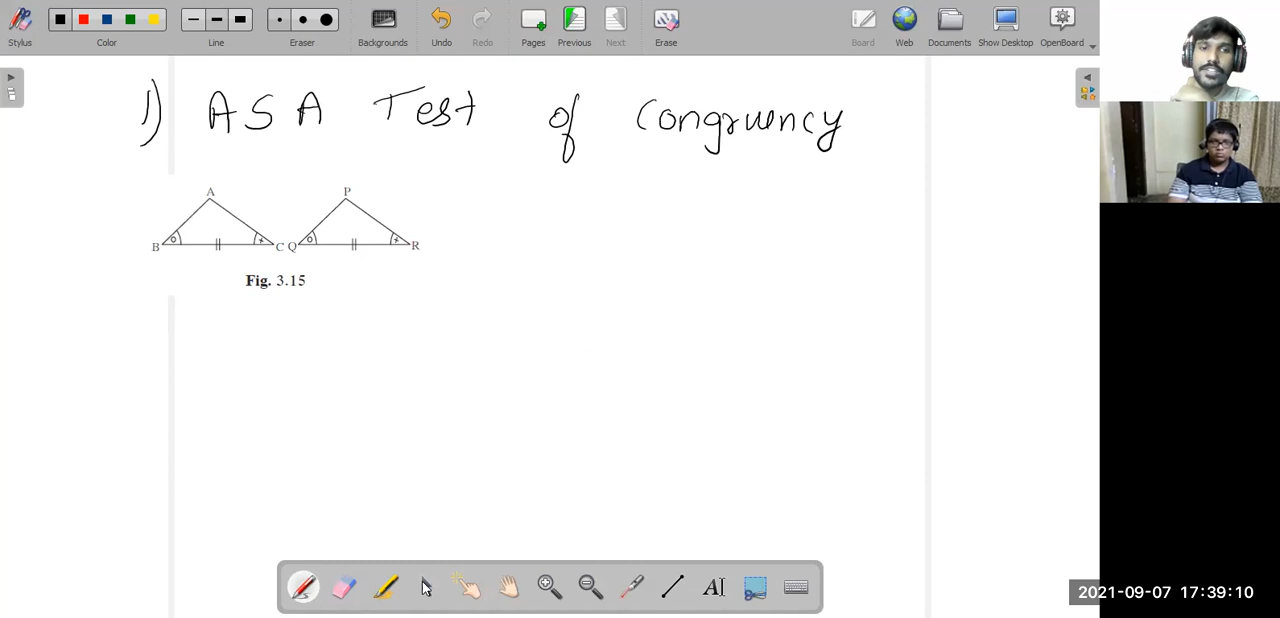 Stylus Color Line Eraser Backgrounds Undo Redo Pages Previous Next Erase Board Web Documents Show Desktop OpenBoard
1) ASA Test of Congruency
A P
B C Q R
Fig. 3.15
2021-09-07 17:39:10